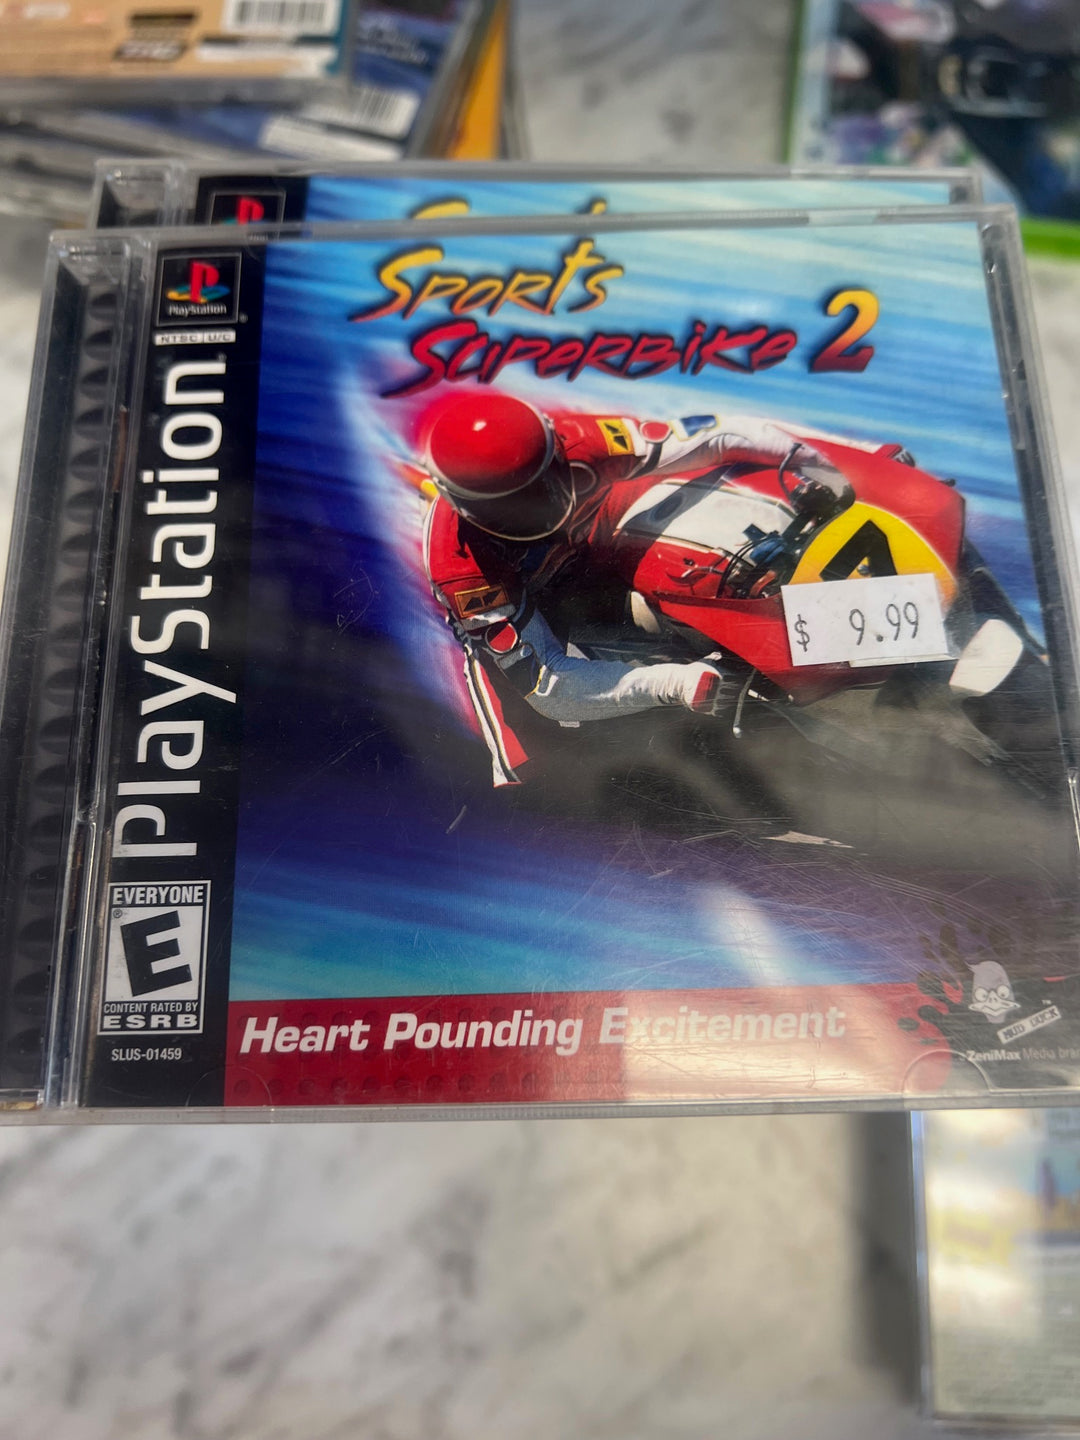 Sports
Superbike 2
PlayStation
NTSC U/C
PlayStation
$ 9.99
EVERYONE
E
CONTENT RATED BY
ESRB
SLUS-01459
Heart Pounding Excitement
MUD DUCK
ZeniMax Media